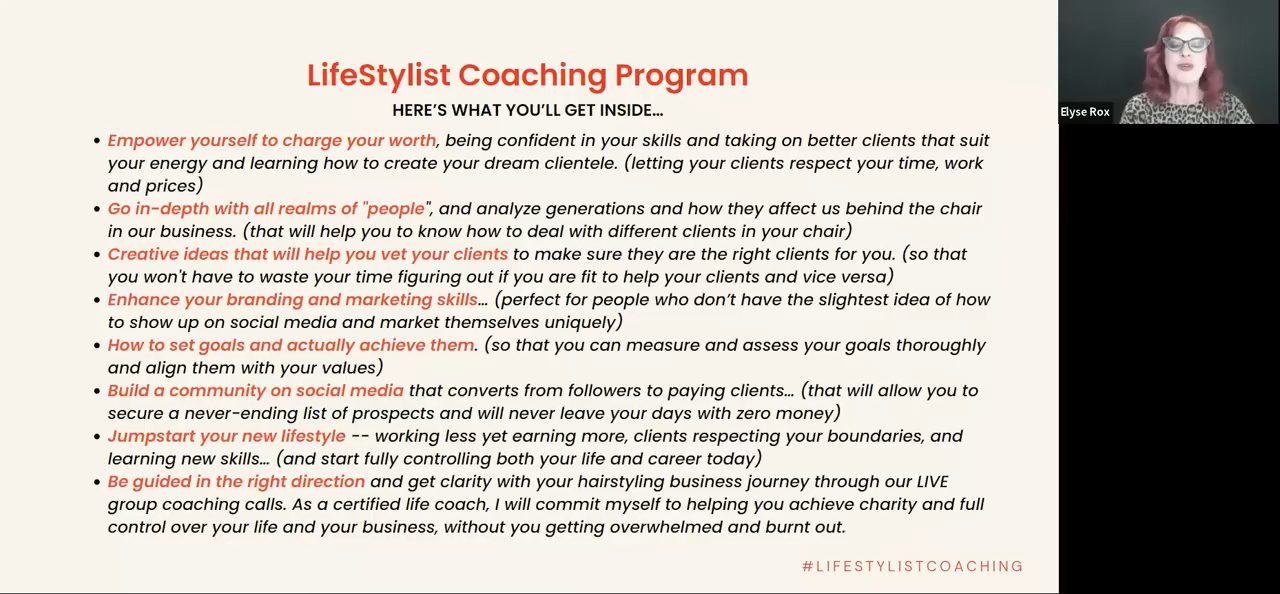 LifeStylist Coaching Program
HERE'S WHAT YOU'LL GET INSIDE...
• Empower yourself to charge your worth, being confident in your skills and taking on better clients that suit
your energy and learning how to create your dream clientele. (letting your clients respect your time, work
and prices)
• Go in-depth with all realms of "people", and analyze generations and how they affect us behind the chair
in our business. (that will help you to know how to deal with different clients in your chair)
• Creative ideas that will help you vet your clients to make sure they are the right clients for you. (so that
you won't have to waste your time figuring out if you are fit to help your clients and vice versa)
• Enhance your branding and marketing skills... (perfect for people who don't have the slightest idea of how
to show up on social media and market themselves uniquely)
• How to set goals and actually achieve them. (so that you can measure and assess your goals thoroughly
and align them with your values)
• Build a community on social media that converts from followers to paying clients... (that will allow you to
secure a never-ending list of prospects and will never leave your days with zero money)
• Jumpstart your new lifestyle -- working less yet earning more, clients respecting your boundaries, and
learning new skills... (and start fully controlling both your life and career today)
• Be guided in the right direction and get clarity with your hairstyling business journey through our LIVE
group coaching calls. As a certified life coach, I will commit myself to helping you achieve charity and full
control over your life and your business, without you getting overwhelmed and burnt out.
#LIFESTYLISTCOACHING
Elyse Rox